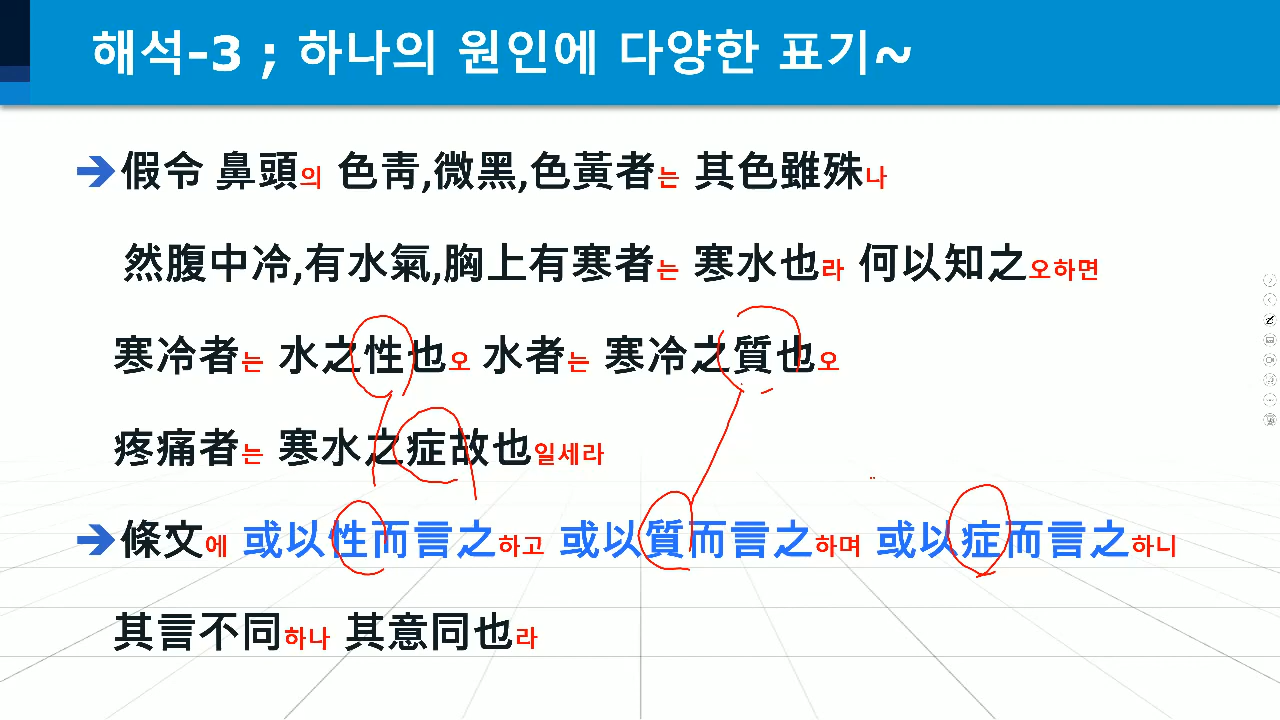 해석-3 ; 하나의 원인에 다양한 표기~
➔假令 鼻頭의 色靑,微黑,色黃者는 其色雖殊나
然腹中冷,有水氣,胸上有寒者는 寒水也라 何以知之오하면
寒冷者는 水之性也오 水者는 寒冷之質也오
疼痛者는 寒水之症故也일세라
➔條文에 或以性而言之하고 或以質而言之하며 或以症而言之하니
其言不同하나 其意同也라